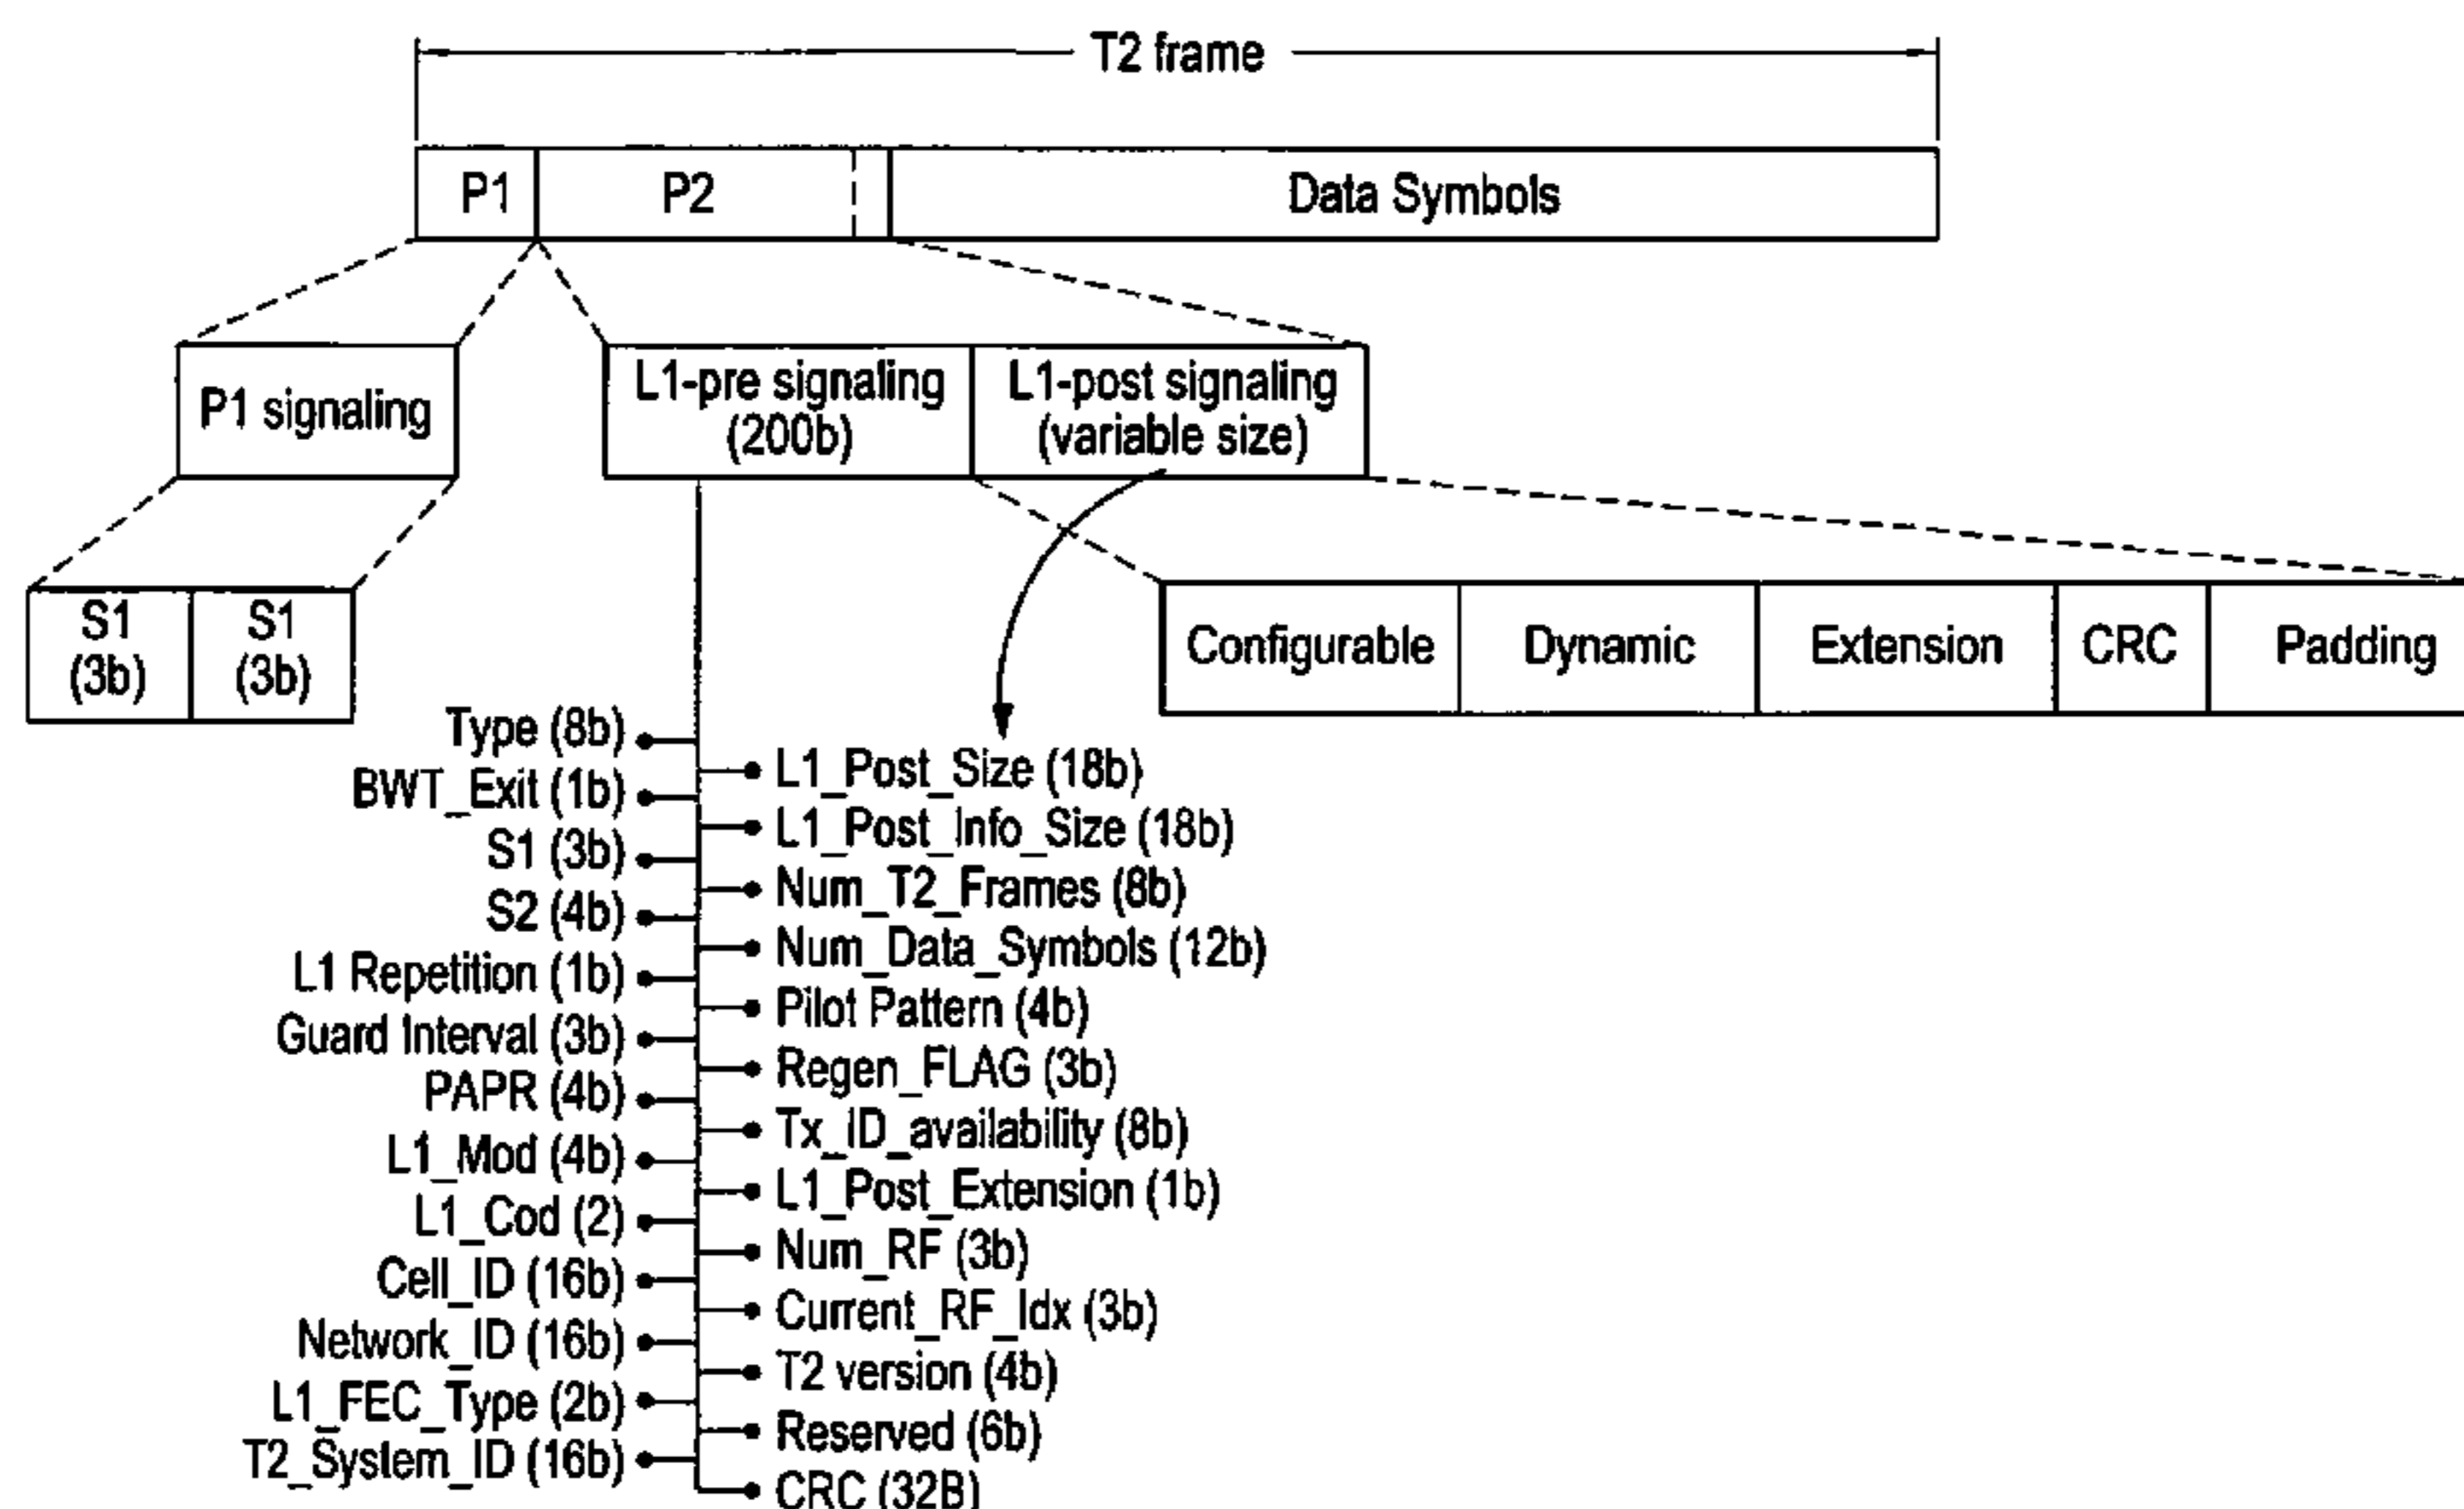 T2 frame
P1
P2
Data Symbols
P1 signaling
L1-pre signaling
(200b)
L1-post signaling
(variable size)
S1
(3b)
S1
(3b)
Configurable
Dynamic
Extension
CRC
Padding
Type (8b)
BWT_Exit (1b)
S1 (3b)
S2 (4b)
L1 Repetition (1b)
Guard Interval (3b)
PAPR (4b)
L1_Mod (4b)
L1_Cod (2)
Cell_ID (16b)
Network_ID (16b)
L1_FEC_Type (2b)
T2_System_ID (16b)
L1_Post_Size (18b)
L1_Post_Info_Size (18b)
Num_T2_Frames (8b)
Num_Data_Symbols (12b)
Pilot Pattern (4b)
Regen_FLAG (3b)
Tx_ID_availability (8b)
L1_Post_Extension (1b)
Num_RF (3b)
Current_RF_Idx (3b)
T2 version (4b)
Reserved (6b)
CRC (32B)